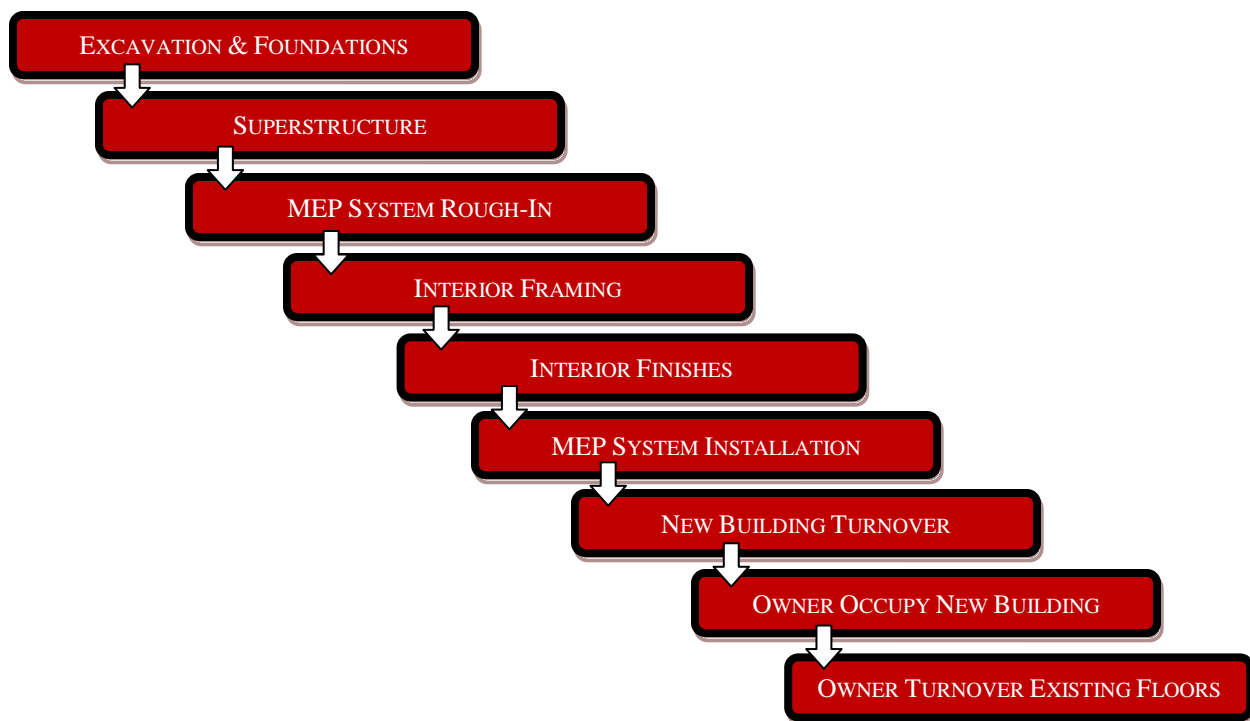 EXCAVATION & FOUNDATIONS
SUPERSTRUCTURE
MEP SYSTEM ROUGH-IN
INTERIOR FRAMING
INTERIOR FINISHES
MEP SYSTEM INSTALLATION
NEW BUILDING TURNOVER
OWNER OCCUPY NEW BUILDING
OWNER TURNOVER EXISTING FLOORS